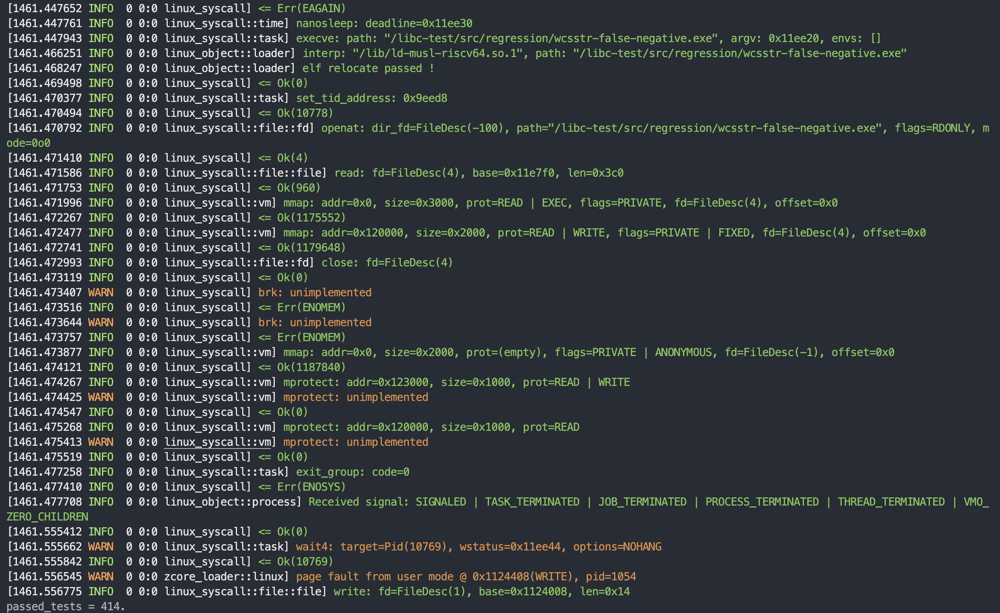 [1461.447652 INFO  0 0:0 linux_syscall] <= Err(EAGAIN)
[1461.447761 INFO  0 0:0 linux_syscall::time] nanosleep: deadline=0x11ee30
[1461.447943 INFO  0 0:0 linux_syscall::task] execve: path: "/libc-test/src/regression/wcsstr-false-negative.exe", argv: 0x11ee20, envs: []
[1461.466251 INFO  0 0:0 linux_object::loader] interp: "/lib/ld-musl-riscv64.so.1", path: "/libc-test/src/regression/wcsstr-false-negative.exe"
[1461.468247 INFO  0 0:0 linux_object::loader] elf relocate passed !
[1461.469498 INFO  0 0:0 linux_syscall] <= Ok(0)
[1461.470377 INFO  0 0:0 linux_syscall::task] set_tid_address: 0x9eed8
[1461.470494 INFO  0 0:0 linux_syscall] <= Ok(10778)
[1461.470792 INFO  0 0:0 linux_syscall::file::fd] openat: dir_fd=FileDesc(-100), path="/libc-test/src/regression/wcsstr-false-negative.exe", flags=RDONLY, m
ode=0o0
[1461.471410 INFO  0 0:0 linux_syscall] <= Ok(4)
[1461.471586 INFO  0 0:0 linux_syscall::file::file] read: fd=FileDesc(4), base=0x11e7f0, len=0x3c0
[1461.471753 INFO  0 0:0 linux_syscall] <= Ok(960)
[1461.471996 INFO  0 0:0 linux_syscall::vm] mmap: addr=0x0, size=0x3000, prot=READ | EXEC, flags=PRIVATE, fd=FileDesc(4), offset=0x0
[1461.472267 INFO  0 0:0 linux_syscall] <= Ok(1175552)
[1461.472477 INFO  0 0:0 linux_syscall::vm] mmap: addr=0x120000, size=0x2000, prot=READ | WRITE, flags=PRIVATE | FIXED, fd=FileDesc(4), offset=0x0
[1461.472741 INFO  0 0:0 linux_syscall] <= Ok(1179648)
[1461.472993 INFO  0 0:0 linux_syscall::file::fd] close: fd=FileDesc(4)
[1461.473119 INFO  0 0:0 linux_syscall] <= Ok(0)
[1461.473407 WARN  0 0:0 linux_syscall] brk: unimplemented
[1461.473516 INFO  0 0:0 linux_syscall] <= Err(ENOMEM)
[1461.473644 WARN  0 0:0 linux_syscall] brk: unimplemented
[1461.473757 INFO  0 0:0 linux_syscall] <= Err(ENOMEM)
[1461.473877 INFO  0 0:0 linux_syscall::vm] mmap: addr=0x0, size=0x2000, prot=(empty), flags=PRIVATE | ANONYMOUS, fd=FileDesc(-1), offset=0x0
[1461.474121 INFO  0 0:0 linux_syscall] <= Ok(1187840)
[1461.474267 INFO  0 0:0 linux_syscall::vm] mprotect: addr=0x123000, size=0x1000, prot=READ | WRITE
[1461.474425 WARN  0 0:0 linux_syscall::vm] mprotect: unimplemented
[1461.474547 INFO  0 0:0 linux_syscall] <= Ok(0)
[1461.475268 INFO  0 0:0 linux_syscall::vm] mprotect: addr=0x120000, size=0x1000, prot=READ
[1461.475413 WARN  0 0:0 linux_syscall::vm] mprotect: unimplemented
[1461.475519 INFO  0 0:0 linux_syscall] <= Ok(0)
[1461.477258 INFO  0 0:0 linux_syscall::task] exit_group: code=0
[1461.477410 INFO  0 0:0 linux_syscall] <= Err(ENOSYS)
[1461.477708 INFO  0 0:0 linux_object::process] Received signal: SIGNALED | TASK_TERMINATED | JOB_TERMINATED | PROCESS_TERMINATED | THREAD_TERMINATED | VMO_
ZERO_CHILDREN
[1461.555412 INFO  0 0:0 linux_syscall] <= Ok(0)
[1461.555662 WARN  0 0:0 linux_syscall::task] wait4: target=Pid(10769), wstatus=0x11ee44, options=NOHANG
[1461.555842 INFO  0 0:0 linux_syscall] <= Ok(10769)
[1461.556545 WARN  0 0:0 zcore_loader::linux] page fault from user mode @ 0x1124408(WRITE), pid=1054
[1461.556775 INFO  0 0:0 linux_syscall::file::file] write: fd=FileDesc(1), base=0x1124008, len=0x14
passed_tests = 414.